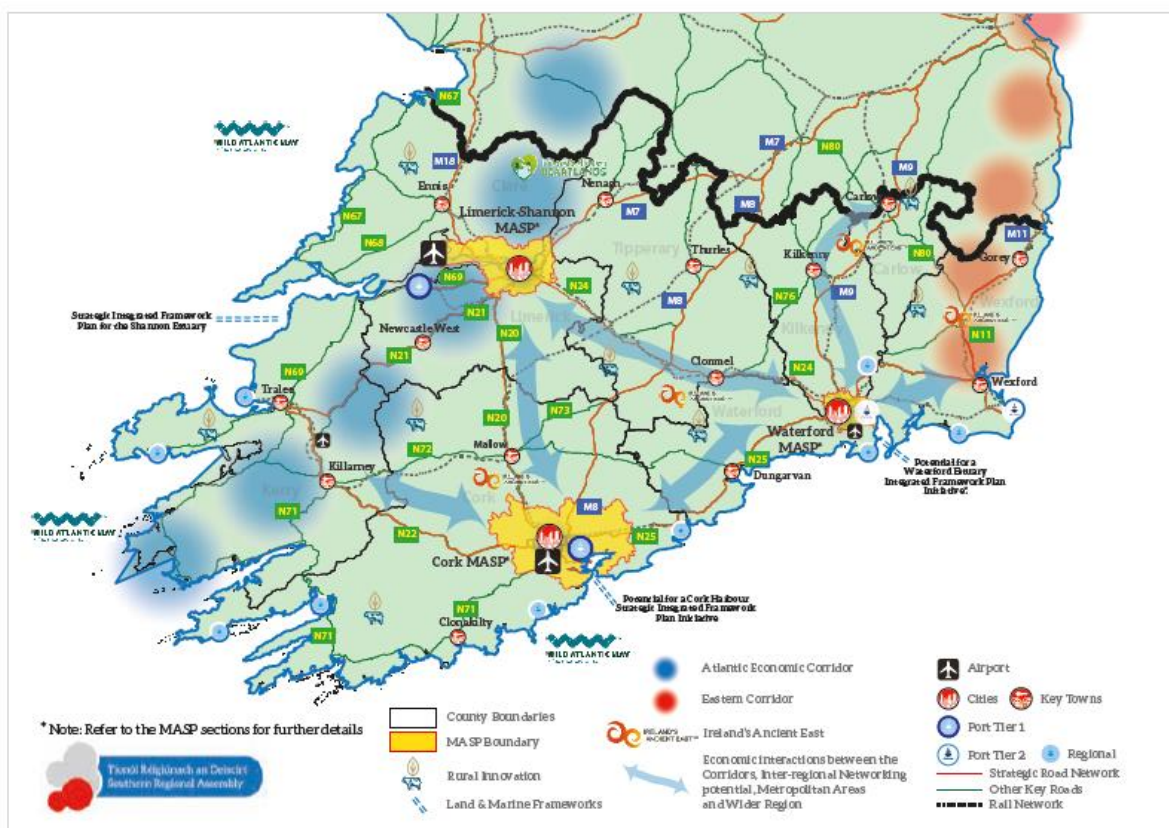 N67
WILD ATLANTIC WAY
M18
M7
N80
M9
HEARTLANDS
Clare
Ennis
Nenagh
Carlow
N67
Limerick-Shannon
MASP*
M7
M8
M11
N68
Tipperary
Thurles
Kilkenny
IRELAND'S
Carlow
N80
Gorey
N69
N24
N76
M9
Wexford
Strategic Integrated Framework
Plan for the Shannon Estuary
N21
Limerick
M8
Kilkenny
N11
Newcastle West
N20
N21
Clonmel
N24
N69
Wexford
Tralee
N20
N73
Waterford
Waterford
MASP*
N72
Mallow
N25
Potential for a
Waterford Estuary
Integrated Framework Plan
Initiative*
Killarney
Dungarvan
Kerry
Cork
WILD ATLANTIC WAY
N71
M8
N22
N25
Cork MASP*
Potential for a Cork Harbour
Strategic Integrated Framework
Plan Initiative
N71
Clonakilty
N71
WILD ATLANTIC WAY
* Note: Refer to the MASP sections for further details
Tionól Réigiúnach an Deiscirt
Southern Regional Assembly
County Boundaries
MASP Boundary
Rural Innovation
Land & Marine Frameworks
Atlantic Economic Corridor
Eastern Corridor
IRELAND'S
ANCIENT EAST
Ireland's Ancient East
Economic interactions between the
Corridors, Inter-regional Networking
potential, Metropolitan Areas
and Wider Region
Airport
Cities
Key Towns
Port Tier 1
Port Tier 2
Regional
Strategic Road Network
Other Key Roads
Rail Network